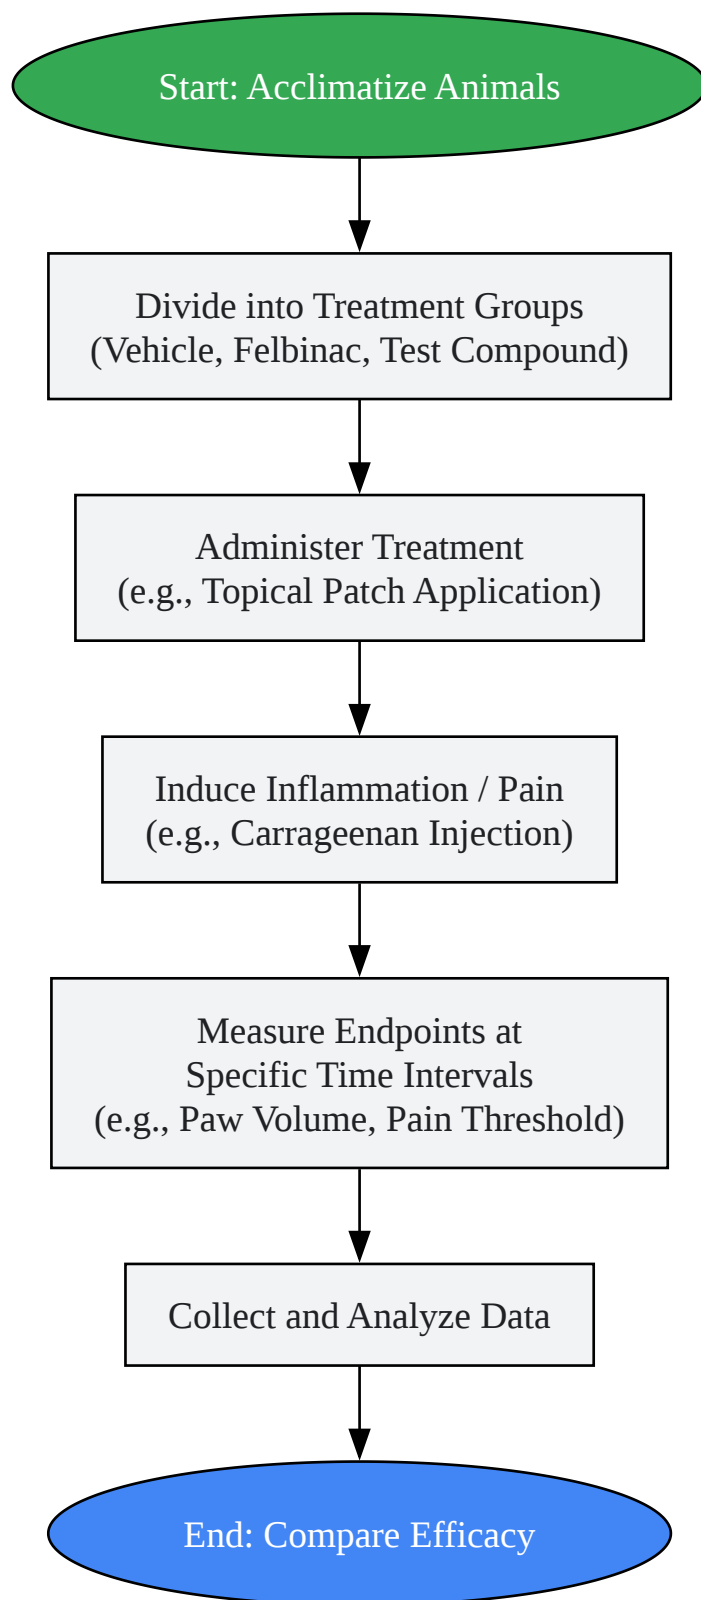 Start: Acclimatize Animals
Divide into Treatment Groups
(Vehicle, Felbinac, Test Compound)
Administer Treatment
(e.g., Topical Patch Application)
Induce Inflammation / Pain
(e.g., Carrageenan Injection)
Measure Endpoints at
Specific Time Intervals
(e.g., Paw Volume, Pain Threshold)
Collect and Analyze Data
End: Compare Efficacy